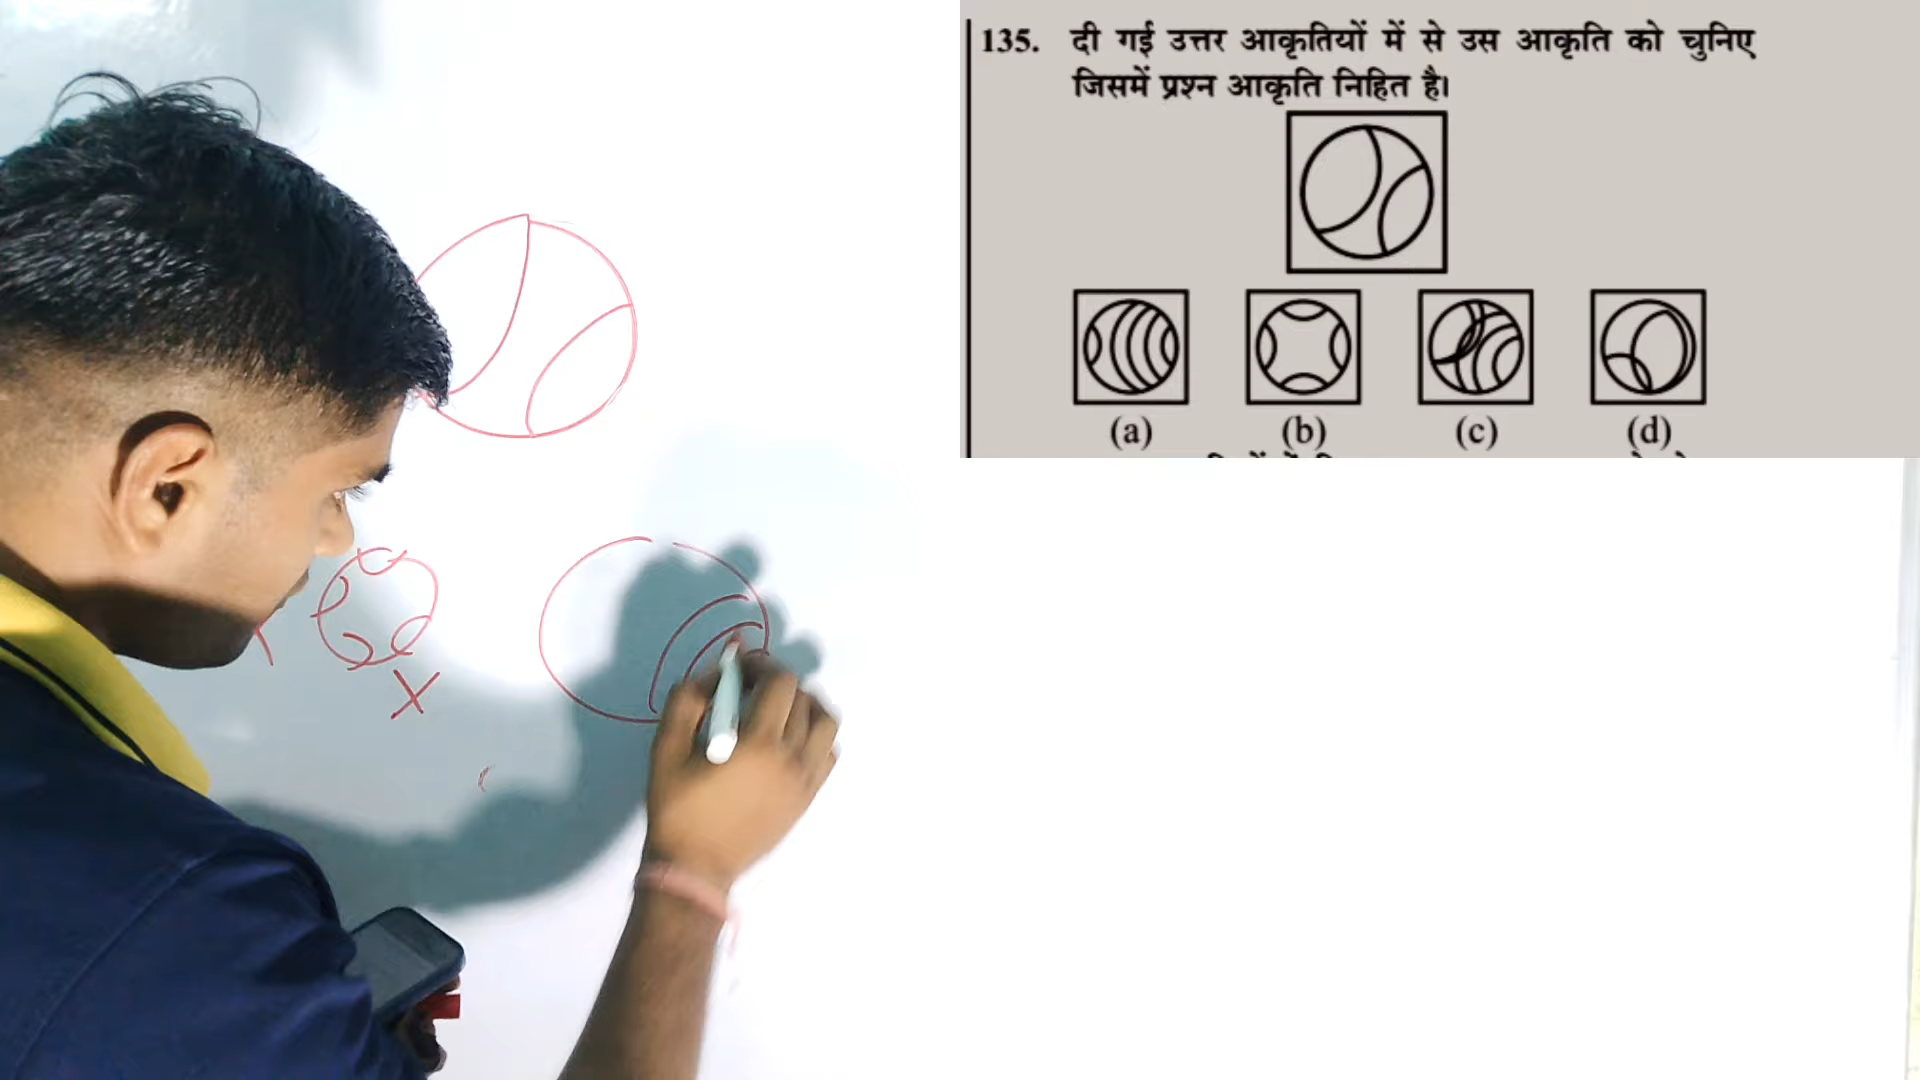 135. दी गई उत्तर आकृतियों में से उस आकृति को चुनिए
जिसमें प्रश्न आकृति निहित है।
(a) (b) (c) (d)